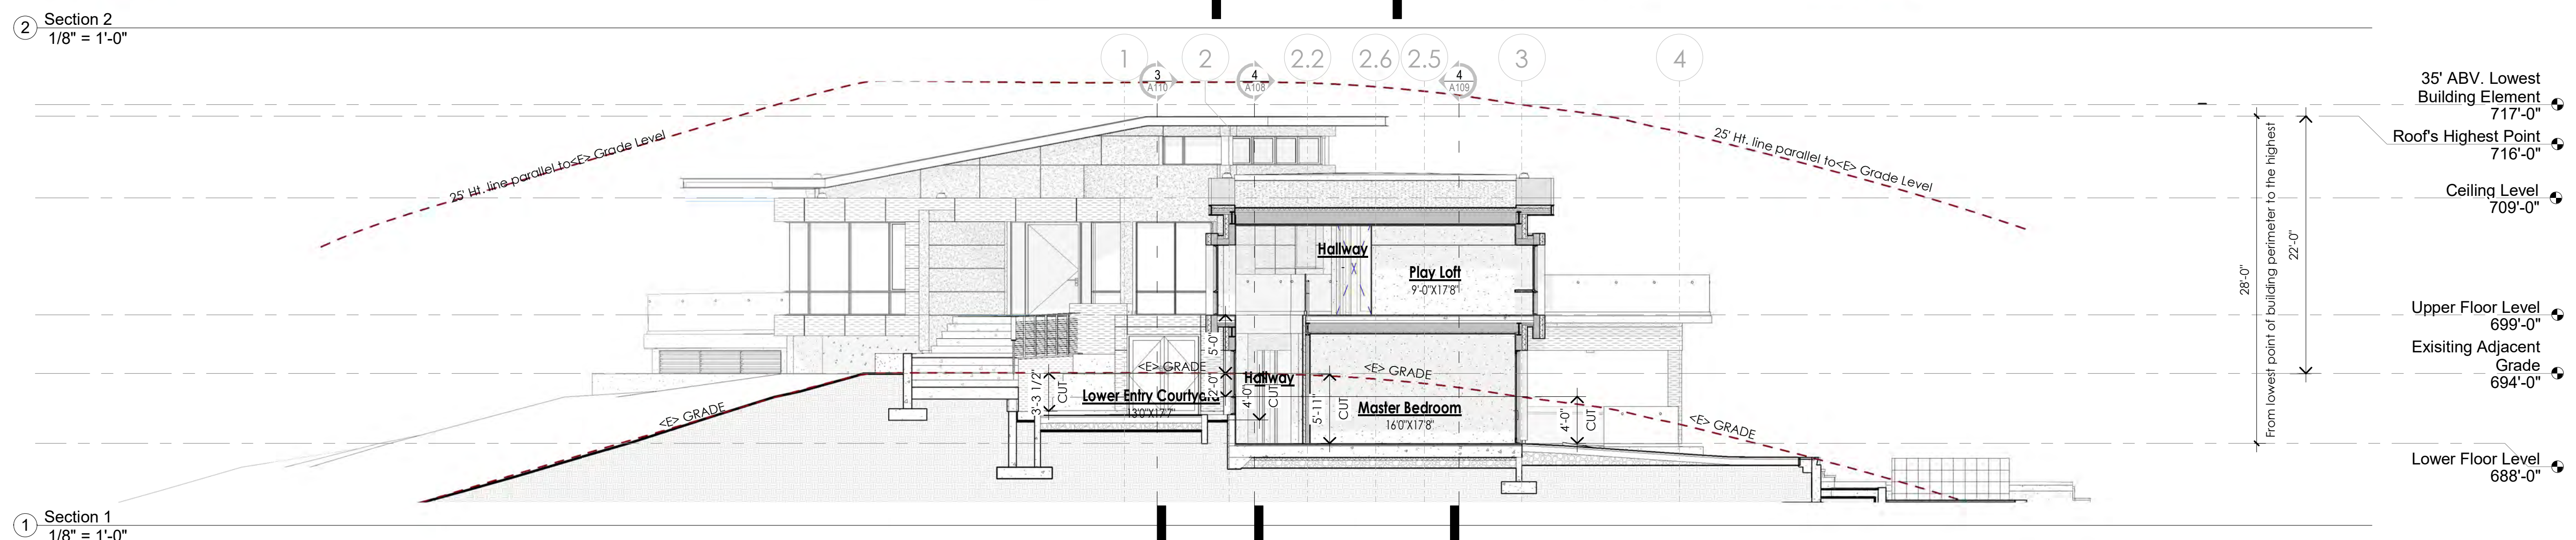 2
Section 2
1/8" = 1'-0"
1
2
2.2
2.6
2.5
3
4
3
A110
4
A108
4
A109
35' ABV. Lowest
Building Element
717'-0"
Roof's Highest Point
716'-0"
Ceiling Level
709'-0"
Upper Floor Level
699'-0"
Exisiting Adjacent
Grade
694'-0"
Lower Floor Level
688'-0"
25' Ht. line parallel to<E> Grade Level
25' Ht. line parallel to<E> Grade Level
28'-0"
From lowest point of building perimeter to the highest
22'-0"
Hallway
Play Loft
9'-0"X17'8"
5'-0"
<E> GRADE
<E> GRADE
2'-0"
Hallway
3'-3 1/2"
CUT
Lower Entry Courtyard
13'0"X17'7"
4'-0"
CUT
5'-11"
CUT
Master Bedroom
16'0"X17'8"
4'-0"
CUT
<E> GRADE
<E> GRADE
1
Section 1
1/8" = 1'-0"